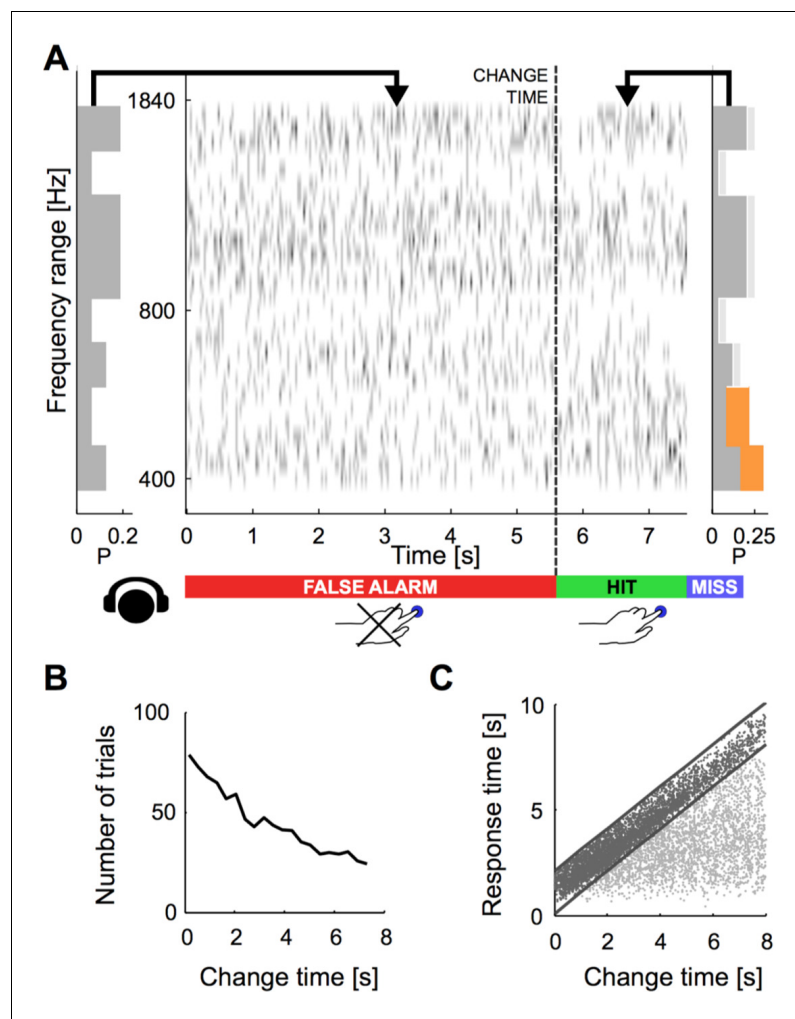 A
CHANGE
TIME
1840
800
400
Frequency range [Hz]
0 0.2
P
0 1 2 3 4 5 6 7
Time [s]
0 0.25
P
FALSE ALARM
HIT
MISS
B
100
50
0
Number of trials
0 2 4 6 8
Change time [s]
C
10
5
0
Response time [s]
0 2 4 6 8
Change time [s]